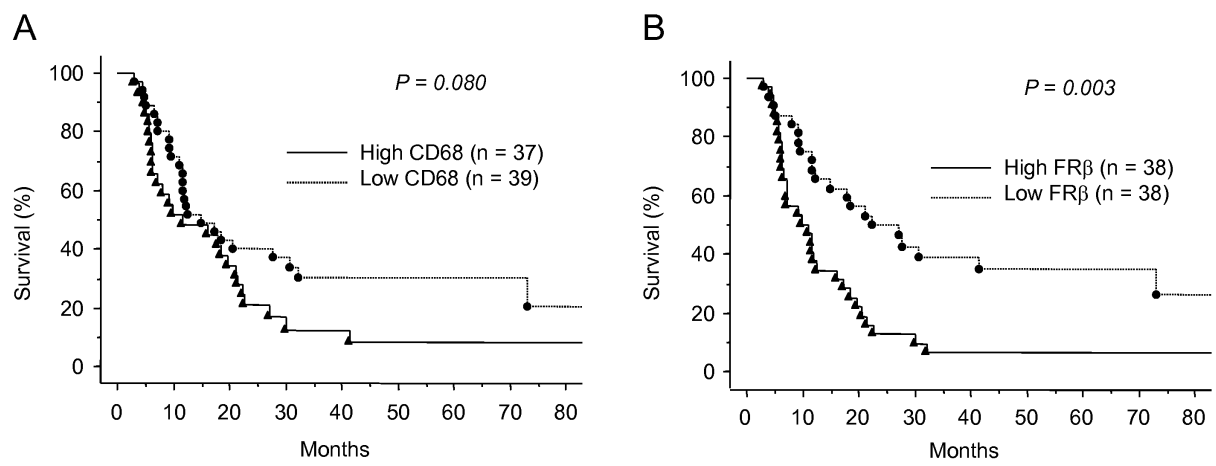 A
P = 0.080
High CD68 (n = 37)
Low CD68 (n = 39)
Survival (%)
100
80
60
40
20
0
0 10 20 30 40 50 60 70 80
Months
B
P = 0.003
High FRβ (n = 38)
Low FRβ (n = 38)
Survival (%)
100
80
60
40
20
0
0 10 20 30 40 50 60 70 80
Months